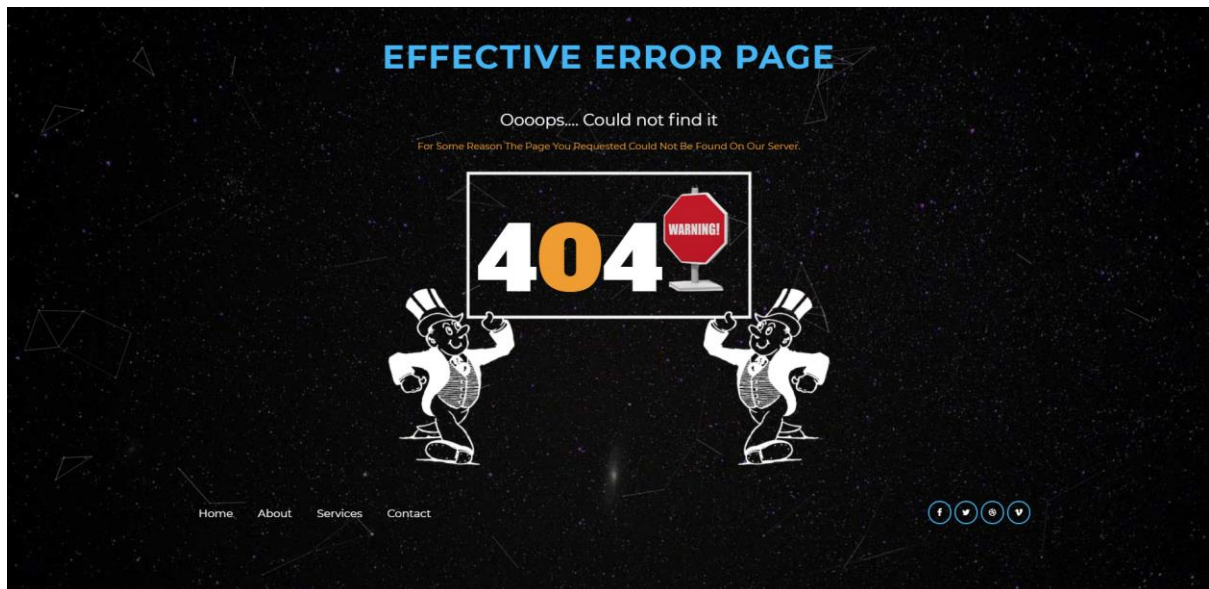 EFFECTIVE ERROR PAGE
Oooops.... Could not find it
For Some Reason The Page You Requested Could Not Be Found On Our Server.
404
WARNING!
Home About Services Contact